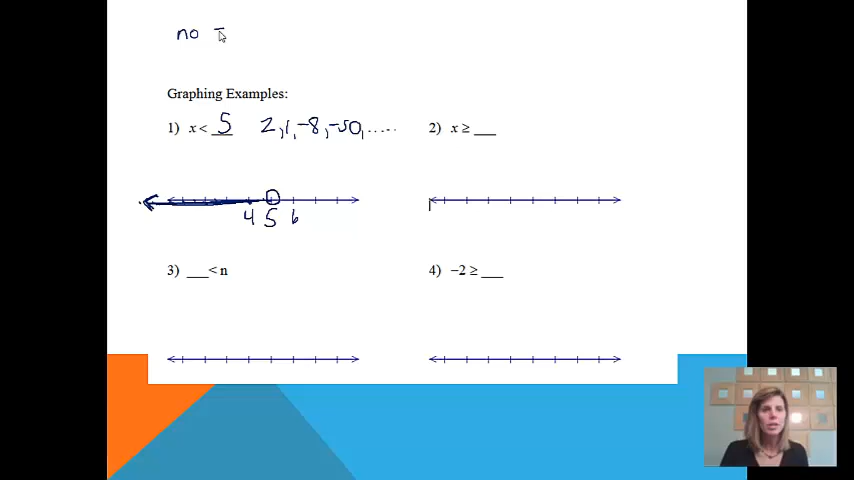 no =
Graphing Examples:
1) x < 5 2, 1, -8, -50, .....
2) x ≥ ___
4 5 6
3) ___ < n
4) −2 ≥ ___